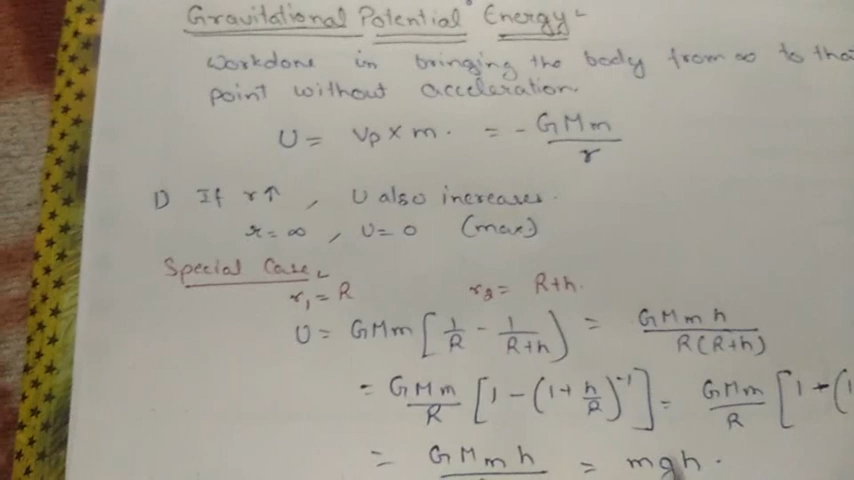 Gravitational Potential Energy-
Workdone in bringing the body from ∞ to that
point without acceleration.
U = Vp × m. = - GMm / r
1) If r↑, U also increases.
r = ∞, U = 0 (max)
Special Case-
r₁ = R r₂ = R+h.
U = GMm [ 1/R - 1/(R+h) ] = GMmh / R(R+h)
= GMm/R [ 1 - (1 + h/R)⁻¹ ] = GMm/R [ 1 - (1
= GMmh = mgh.